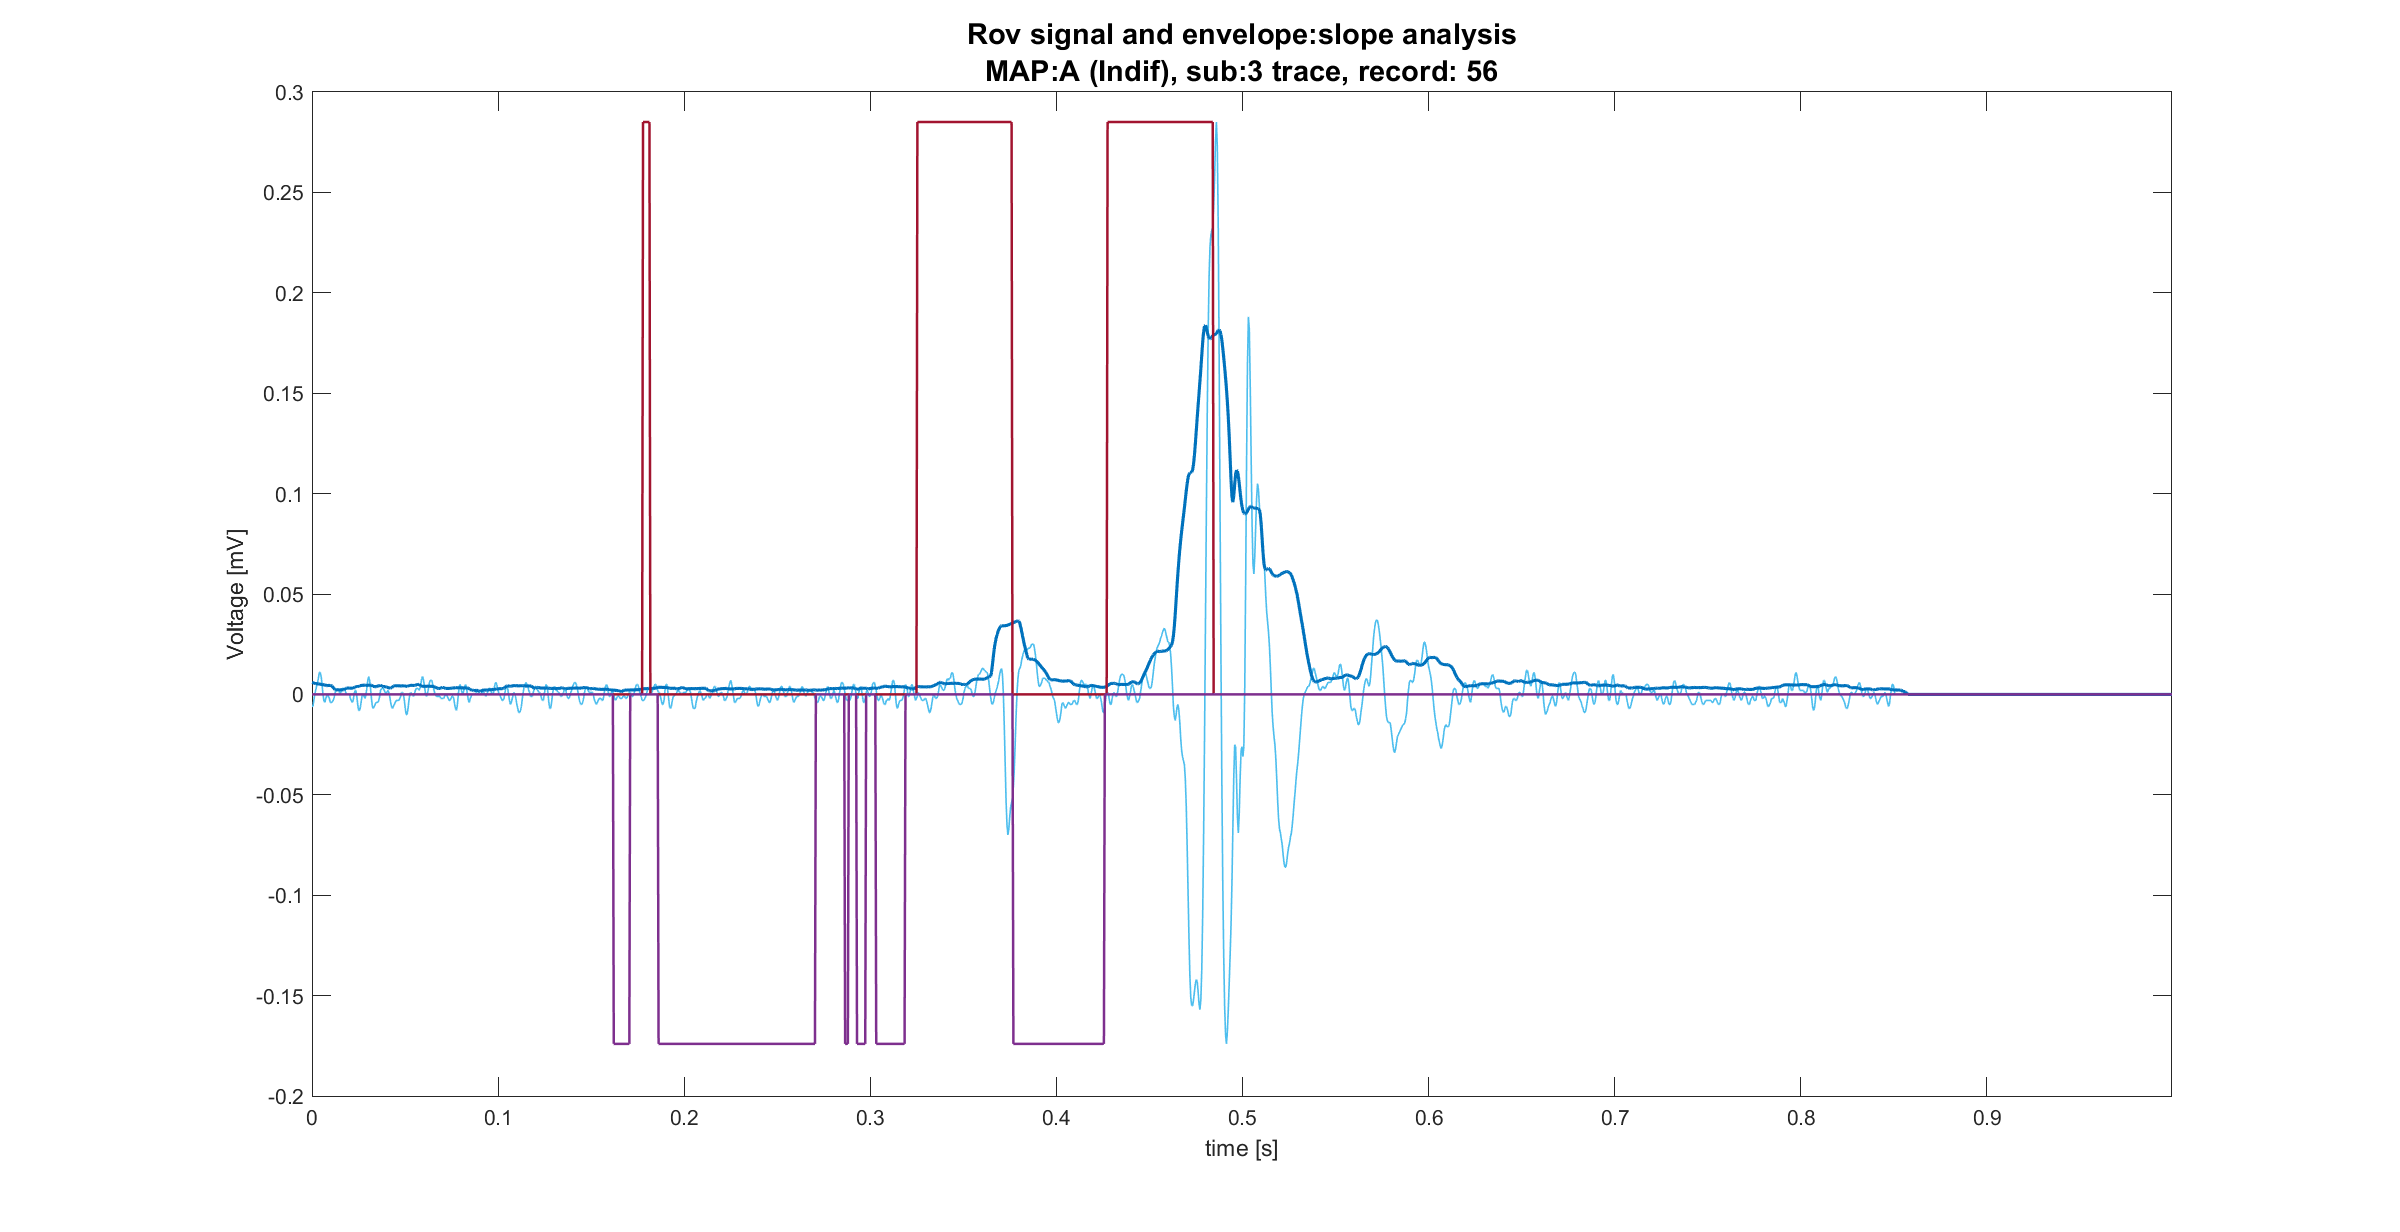 Rov signal and envelope:slope analysis
MAP:A (Indif), sub:3 trace, record: 56
0.3
0.25
0.2
0.15
0.1
0.05
0
-0.05
-0.1
-0.15
-0.2
Voltage [mV]
0 0.1 0.2 0.3 0.4 0.5 0.6 0.7 0.8 0.9
time [s]